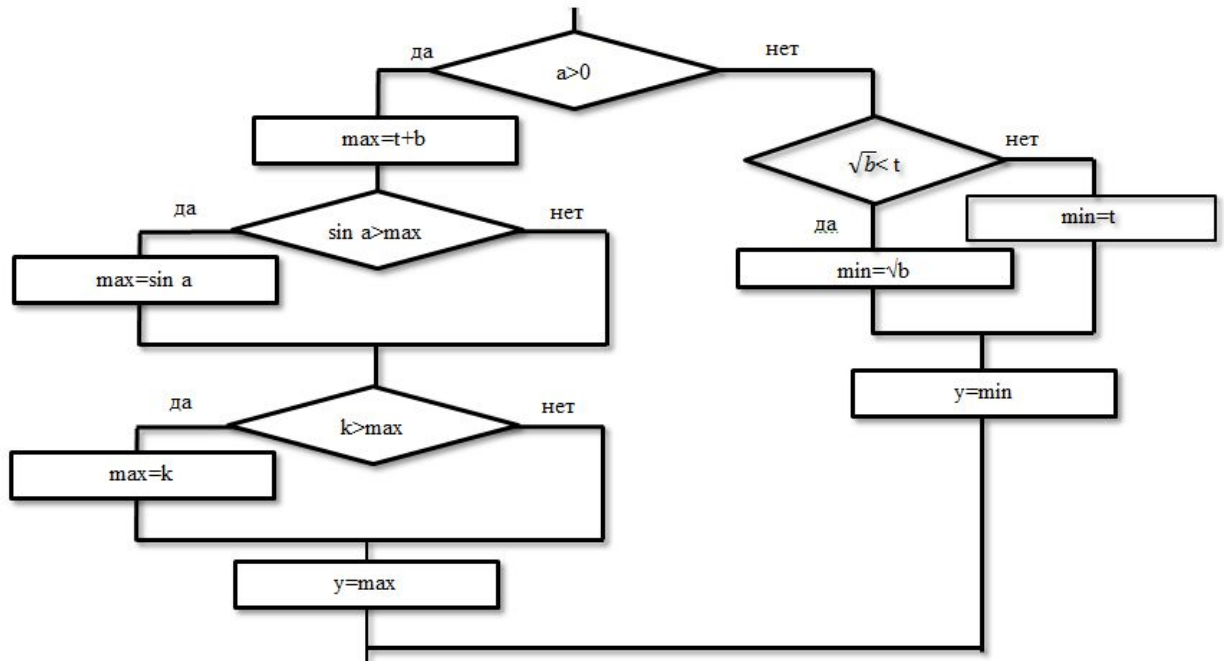 да
нет
a>0
max=t+b
нет
√b< t
да
нет
sin a>max
min=t
да
max=sin a
min=√b
y=min
да
нет
k>max
max=k
y=max